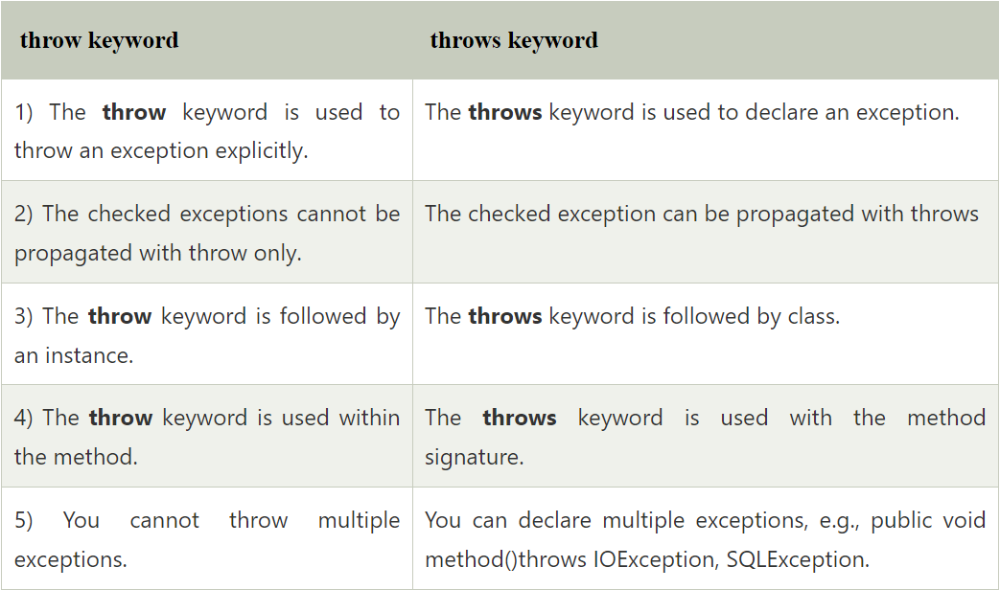 throw keyword
throws keyword
1) The throw keyword is used to
throw an exception explicitly.
The throws keyword is used to declare an exception.
2) The checked exceptions cannot be
propagated with throw only.
The checked exception can be propagated with throws
3) The throw keyword is followed by
an instance.
The throws keyword is followed by class.
4) The throw keyword is used within
the method.
The throws keyword is used with the method
signature.
5) You cannot throw multiple
exceptions.
You can declare multiple exceptions, e.g., public void
method()throws IOException, SQLException.